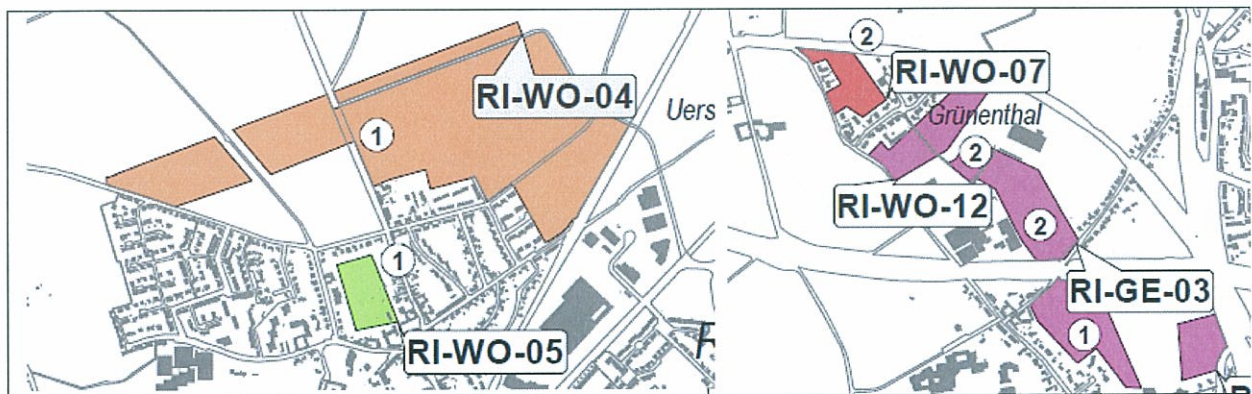 RI-WO-04
1
Uers
1
RI-WO-05
2
RI-WO-07
Grünenthal
2
RI-WO-12
2
RI-GE-03
1